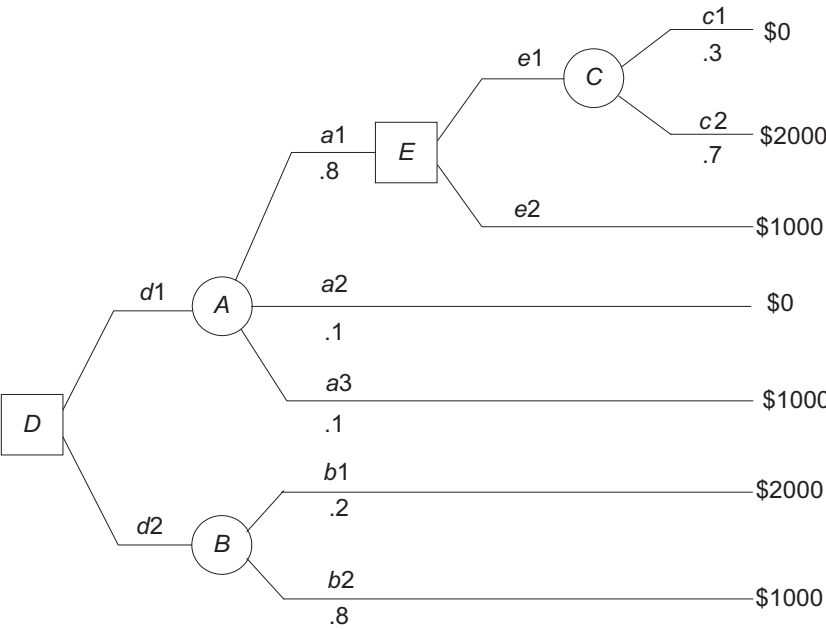 c1
$0
.3
e1
C
c2
$2000
.7
a1
E
.8
e2
$1000
d1
A
a2
$0
.1
a3
$1000
.1
D
b1
$2000
.2
d2
B
b2
$1000
.8